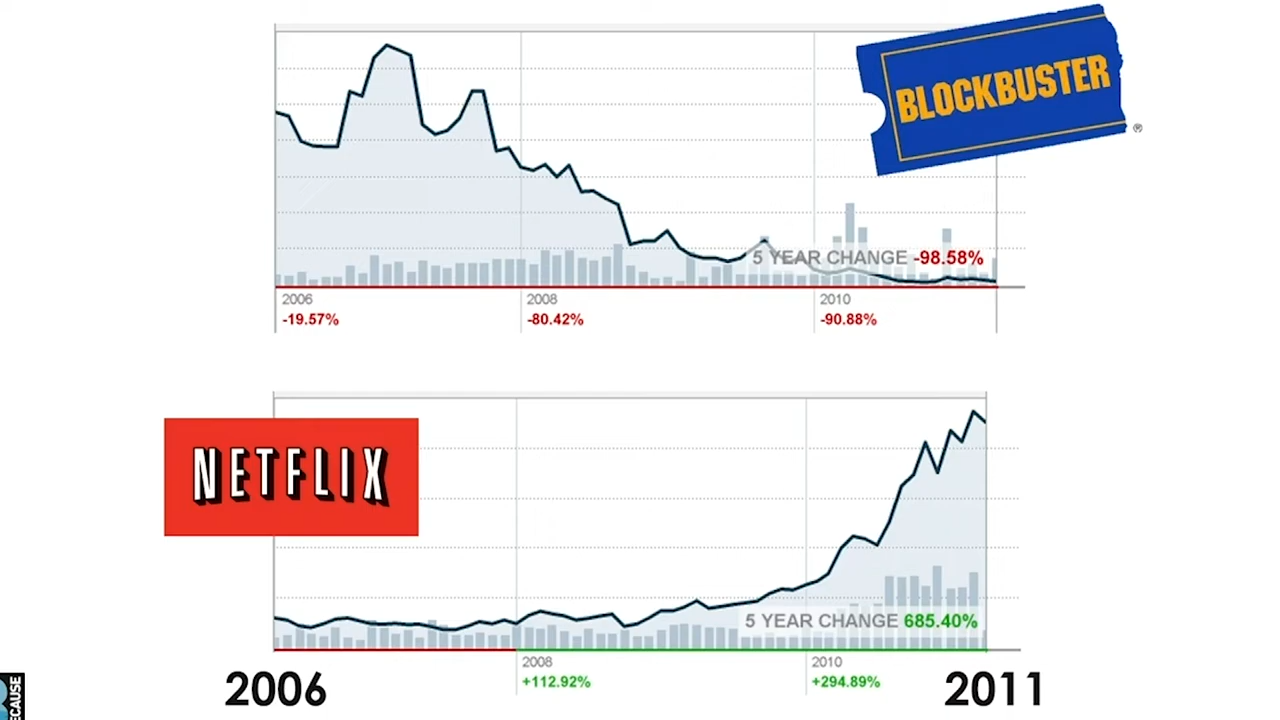 BLOCKBUSTER
®
5 YEAR CHANGE -98.58%
2006 2008 2010
-19.57% -80.42% -90.88%
NETFLIX
5 YEAR CHANGE 685.40%
2008 2010
+112.92% +294.89%
2006 2011
ECAUSE